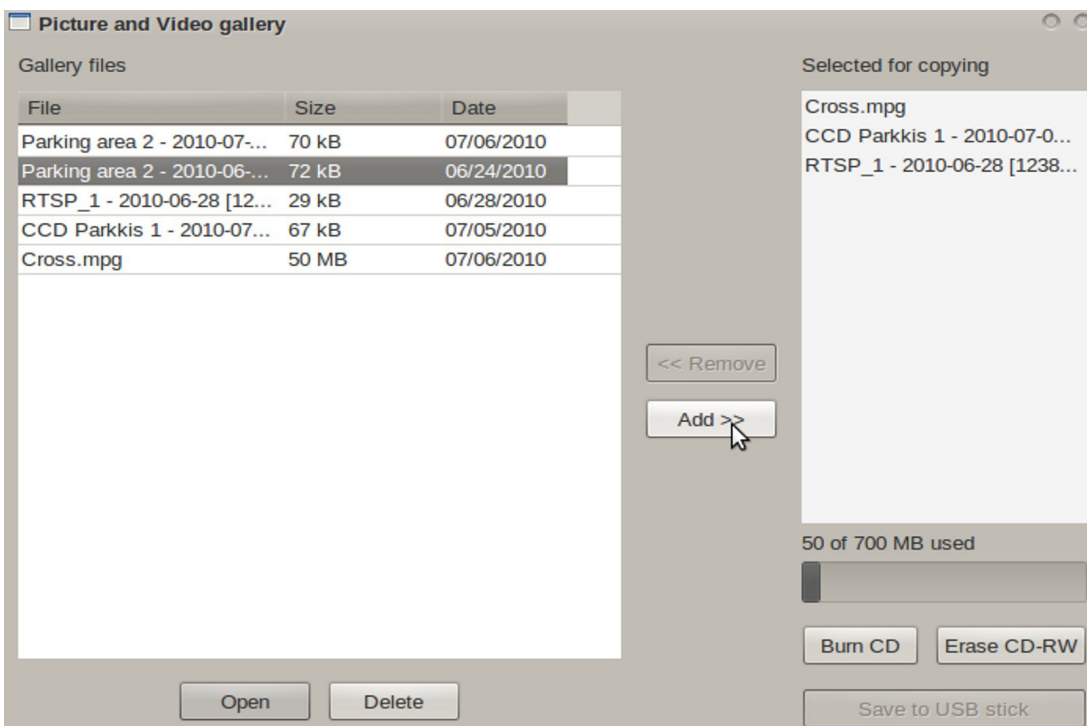 Picture and Video gallery
Gallery files
Selected for copying
File Size Date
Parking area 2 - 2010-07-... 70 kB 07/06/2010
Parking area 2 - 2010-06-... 72 kB 06/24/2010
RTSP_1 - 2010-06-28 [12... 29 kB 06/28/2010
CCD Parkkis 1 - 2010-07... 67 kB 07/05/2010
Cross.mpg 50 MB 07/06/2010
Cross.mpg
CCD Parkkis 1 - 2010-07-0...
RTSP_1 - 2010-06-28 [1238...
<< Remove
Add >>
50 of 700 MB used
Burn CD Erase CD-RW
Open Delete
Save to USB stick